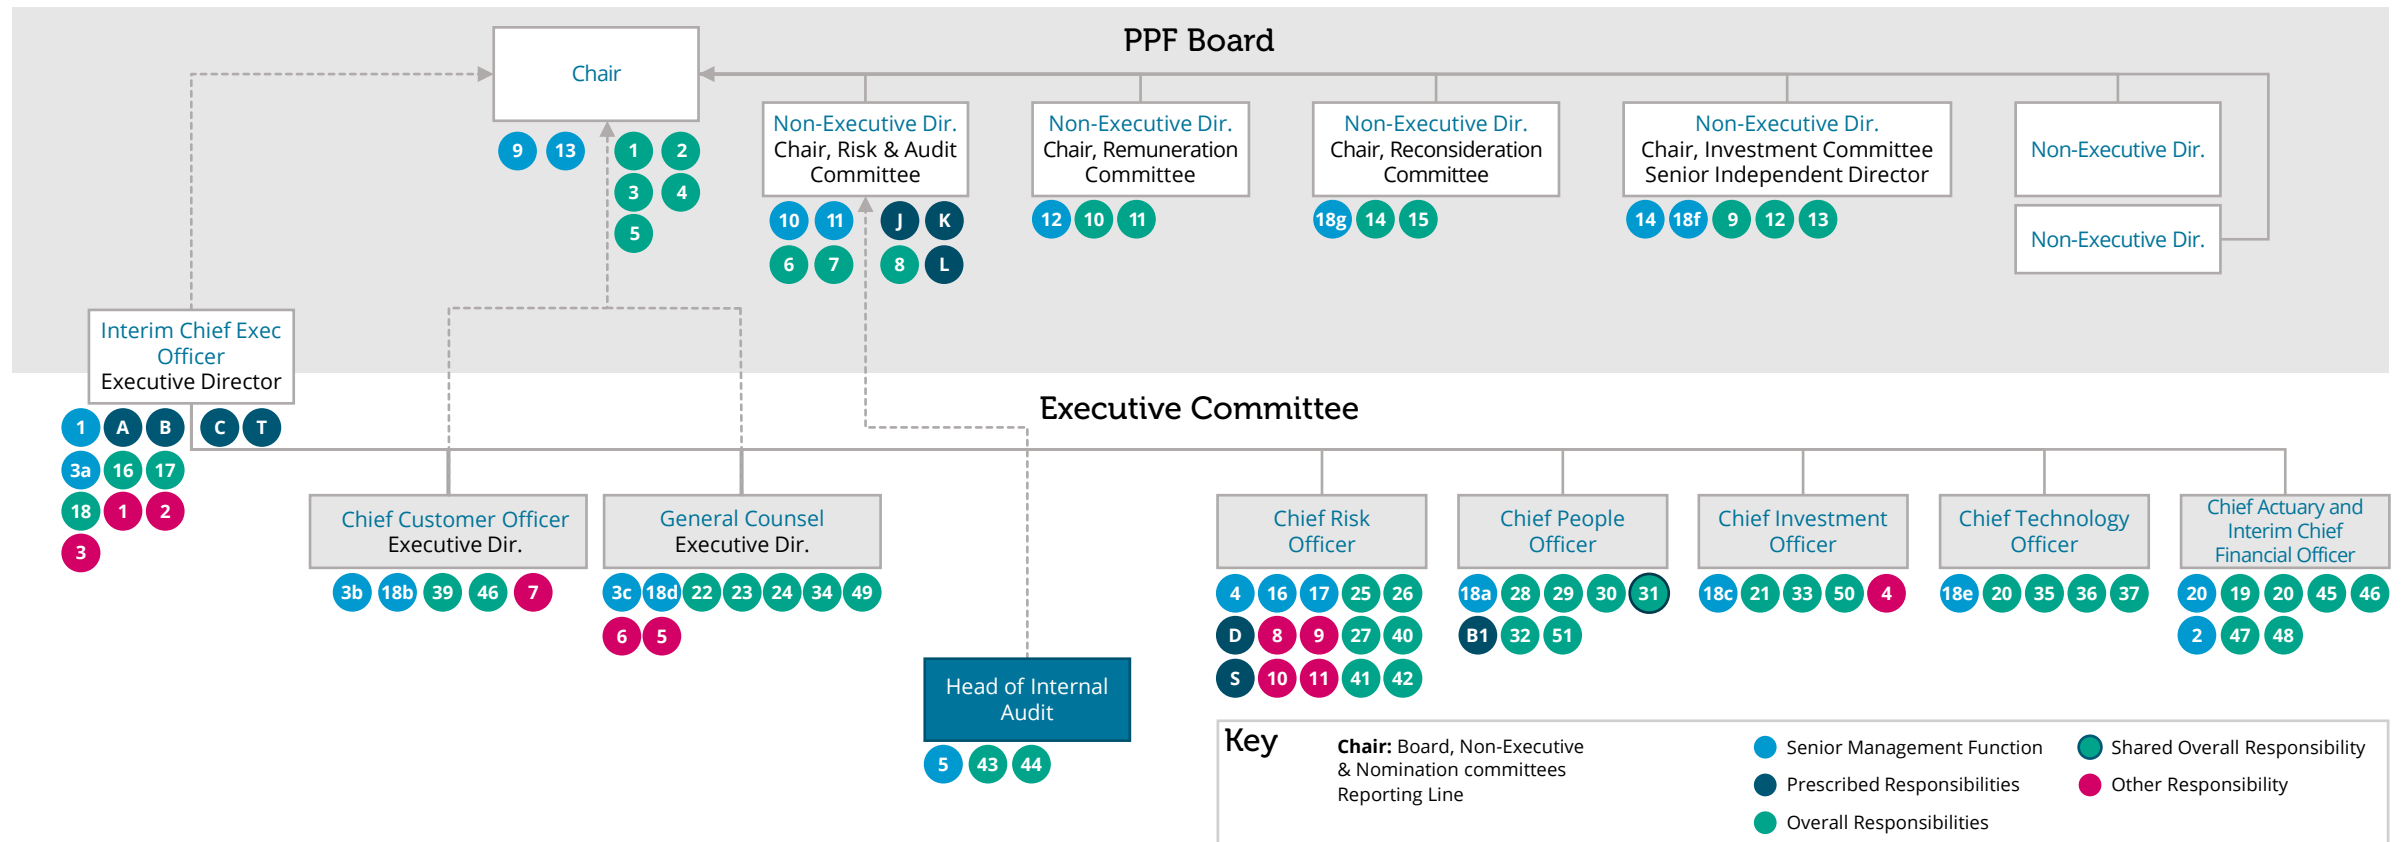 PPF Board
Chair
9 13 1 2
3 4
5
Non-Executive Dir.
Chair, Risk & Audit
Committee
10 11 J K
6 7 8 L
Non-Executive Dir.
Chair, Remuneration
Committee
12 10 11
Non-Executive Dir.
Chair, Reconsideration
Committee
18g 14 15
Non-Executive Dir.
Chair, Investment Committee
Senior Independent Director
14 18f 9 12 13
Non-Executive Dir.
Non-Executive Dir.
Interim Chief Exec
Officer
Executive Director
1 A B C T
3a 16 17
18 1 2
3
Executive Committee
Chief Customer Officer
Executive Dir.
3b 18b 39 46 7
General Counsel
Executive Dir.
3c 18d 22 23 24 34 49
6 5
Head of Internal
Audit
5 43 44
Chief Risk
Officer
4 16 17 25 26
D 8 9 27 40
S 10 11 41 42
Chief People
Officer
18a 28 29 30 31
B1 32 51
Chief Investment
Officer
18c 21 33 50 4
Chief Technology
Officer
18e 20 35 36 37
Chief Actuary and
Interim Chief
Financial Officer
20 19 20 45 46
2 47 48
Key
Chair: Board, Non-Executive
& Nomination committees
Reporting Line
Senior Management Function
Prescribed Responsibilities
Overall Responsibilities
Shared Overall Responsibility
Other Responsibility